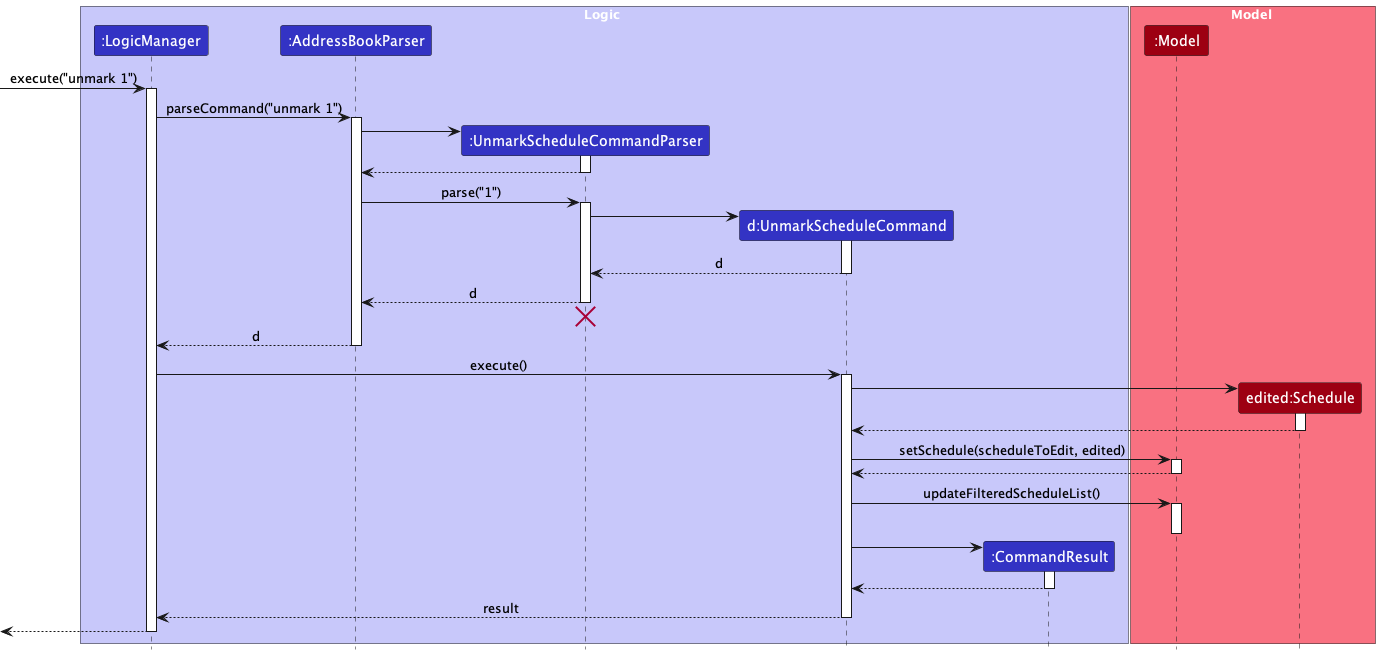 Logic
Model
:LogicManager
:AddressBookParser
:Model
execute("unmark 1")
parseCommand("unmark 1")
:UnmarkScheduleCommandParser
parse("1")
d:UnmarkScheduleCommand
d
d
d
execute()
edited:Schedule
setSchedule(scheduleToEdit, edited)
updateFilteredScheduleList()
:CommandResult
result